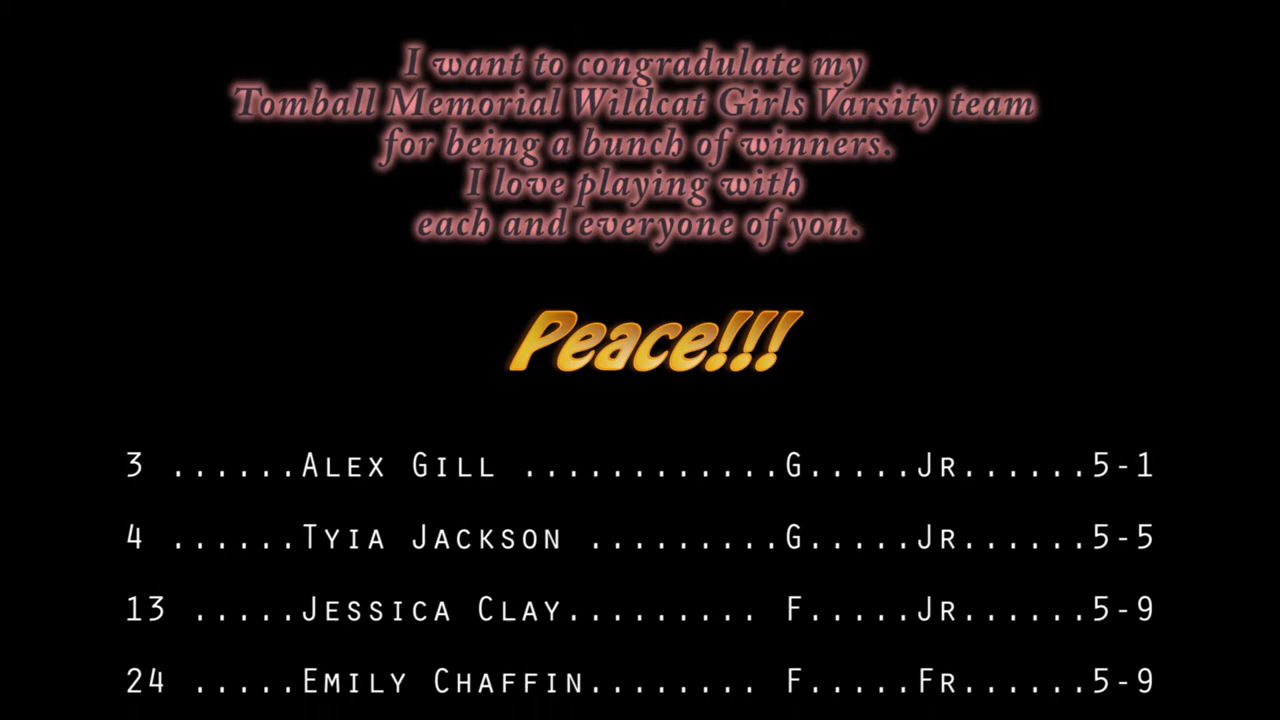 I want to congradulate my
Tomball Memorial Wildcat Girls Varsity team
for being a bunch of winners.
I love playing with
each and everyone of you.
Peace!!!
3 ......Alex Gill ............G.....Jr......5-1
4 ......Tyia Jackson .........G.....Jr......5-5
13 .....Jessica Clay......... F.....Jr......5-9
24 .....Emily Chaffin........ F.....Fr......5-9